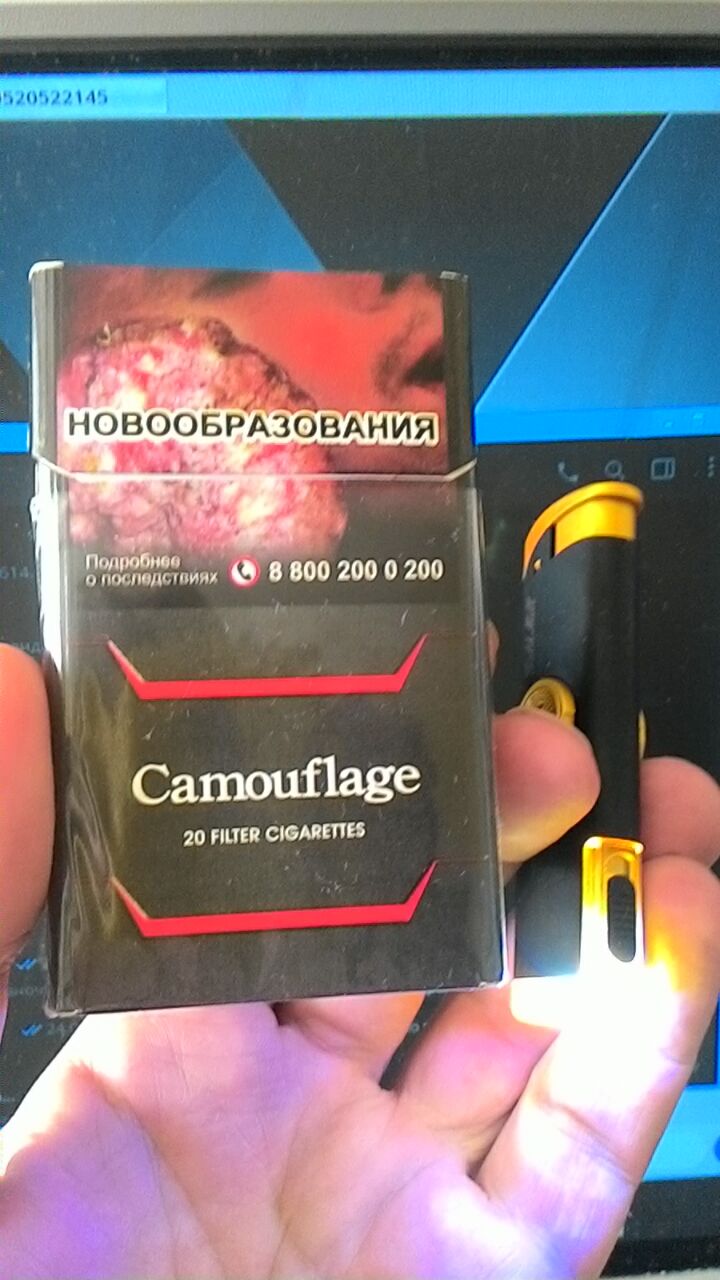 520522145
НОВООБРАЗОВАНИЯ
Подробнее
о последствиях 8 800 200 0 200
Camouflage
20 FILTER CIGARETTES